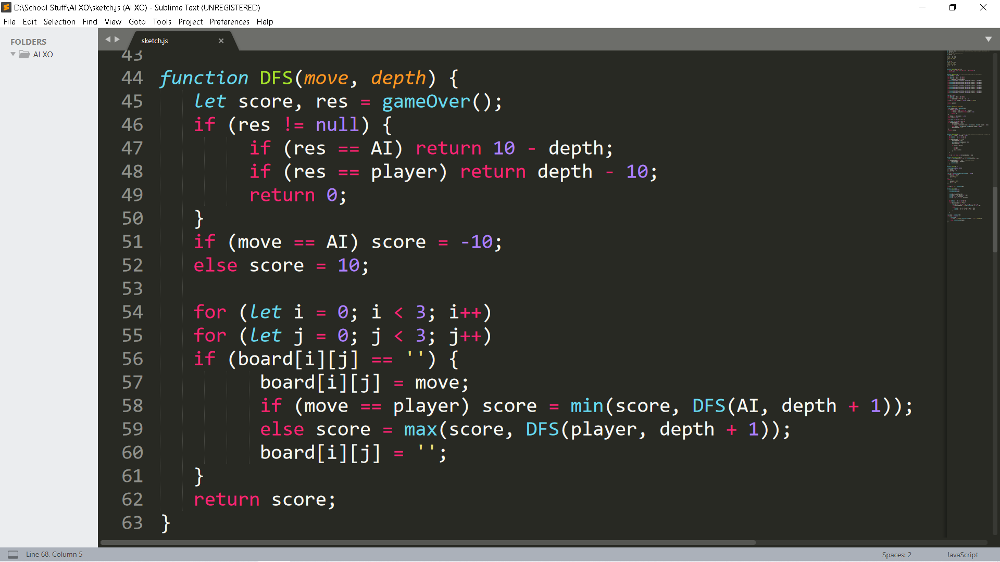 D:\School Stuff\AI XO\sketch.js (AI XO) - Sublime Text (UNREGISTERED)
File Edit Selection Find View Goto Tools Project Preferences Help
FOLDERS
AI XO
sketch.js
43
44 function DFS(move, depth) {
45 let score, res = gameOver();
46 if (res != null) {
47 if (res == AI) return 10 - depth;
48 if (res == player) return depth - 10;
49 return 0;
50 }
51 if (move == AI) score = -10;
52 else score = 10;
53
54 for (let i = 0; i < 3; i++)
55 for (let j = 0; j < 3; j++)
56 if (board[i][j] == '') {
57 board[i][j] = move;
58 if (move == player) score = min(score, DFS(AI, depth + 1));
59 else score = max(score, DFS(player, depth + 1));
60 board[i][j] = '';
61 }
62 return score;
63 }
Line 68, Column 5
Spaces: 2
JavaScript